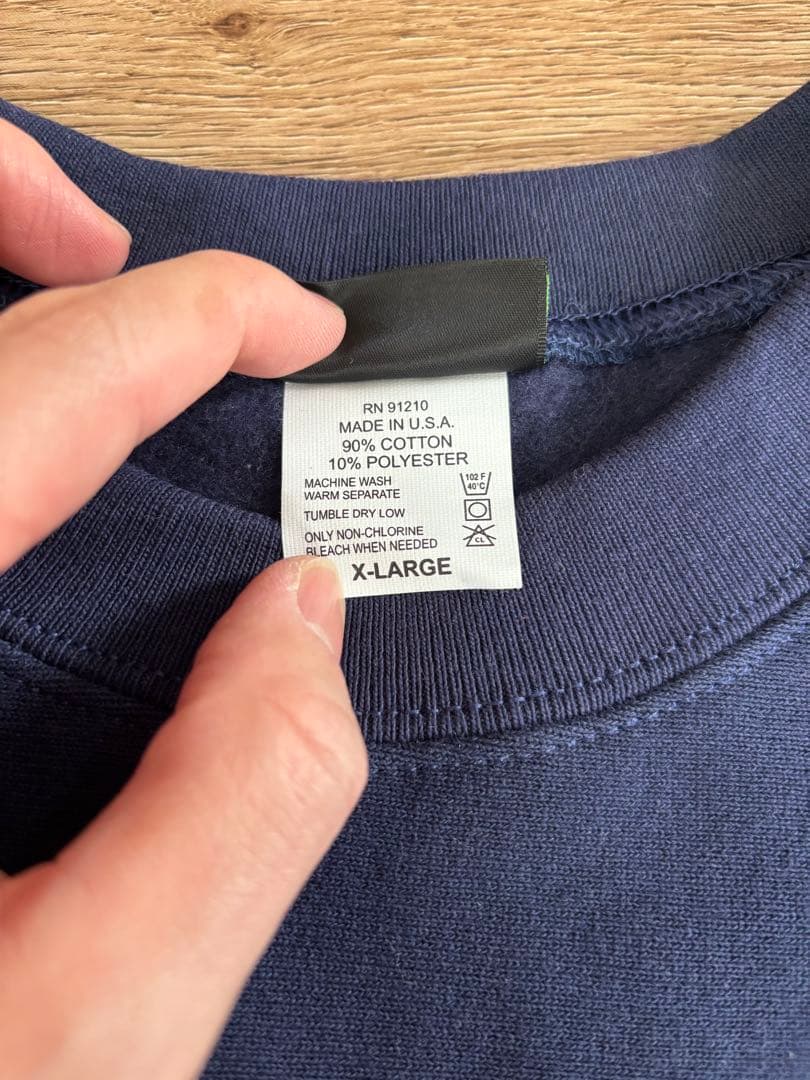 RN 91210
MADE IN U.S.A.
90% COTTON
10% POLYESTER
MACHINE WASH
WARM SEPARATE
102 F
40°C
TUMBLE DRY LOW
ONLY NON-CHLORINE
BLEACH WHEN NEEDED
CL
X-LARGE